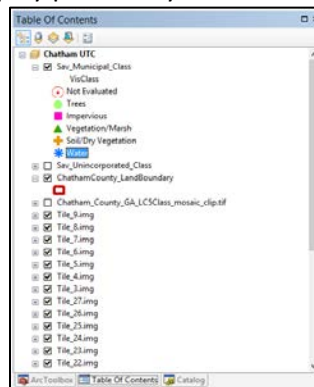 Table Of Contents
Chatham UTC
Sav_Municipal_Class
VisClass
Not Evaluated
Trees
Impervious
Vegetation/Marsh
Soil/Dry Vegetation
Water
Sav_Unincorporated_Class
ChathamCounty_LandBoundary
Chatham_County_GA_LC5Class_mosaic_clip.tif
Tile_9.img
Tile_8.img
Tile_7.img
Tile_6.img
Tile_5.img
Tile_4.img
Tile_3.img
Tile_27.img
Tile_26.img
Tile_25.img
Tile_24.img
Tile_23.img
Tile_22.img
ArcToolbox Table Of Contents Catalog